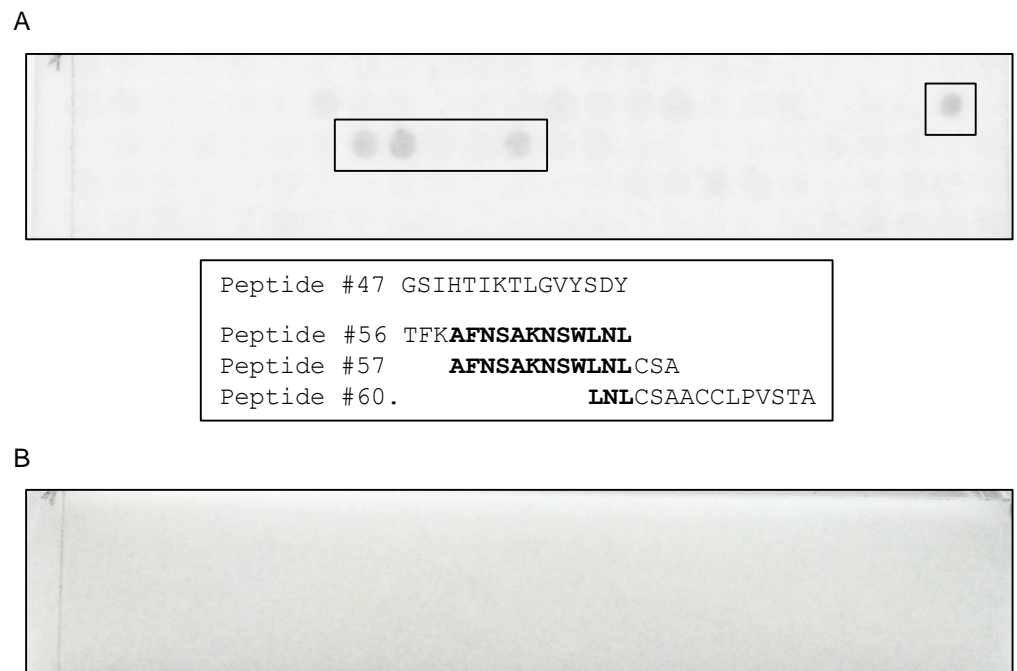 A
Peptide #47 GSIHTIKTLGVYSDY
Peptide #56 TFKAFNSAKNSWLNL
Peptide #57 AFNSAKNSWLNLCSA
Peptide #60. LNLCSAACCLPVSTA
B